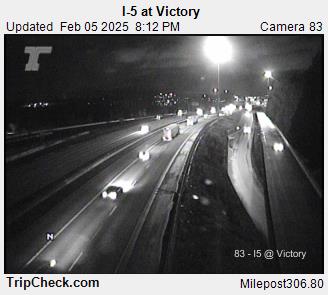 I-5 at Victory
Updated Feb 05 2025 8:12 PM Camera 83
T
N
83 - I5 @ Victory
TripCheck.com Milepost306.80